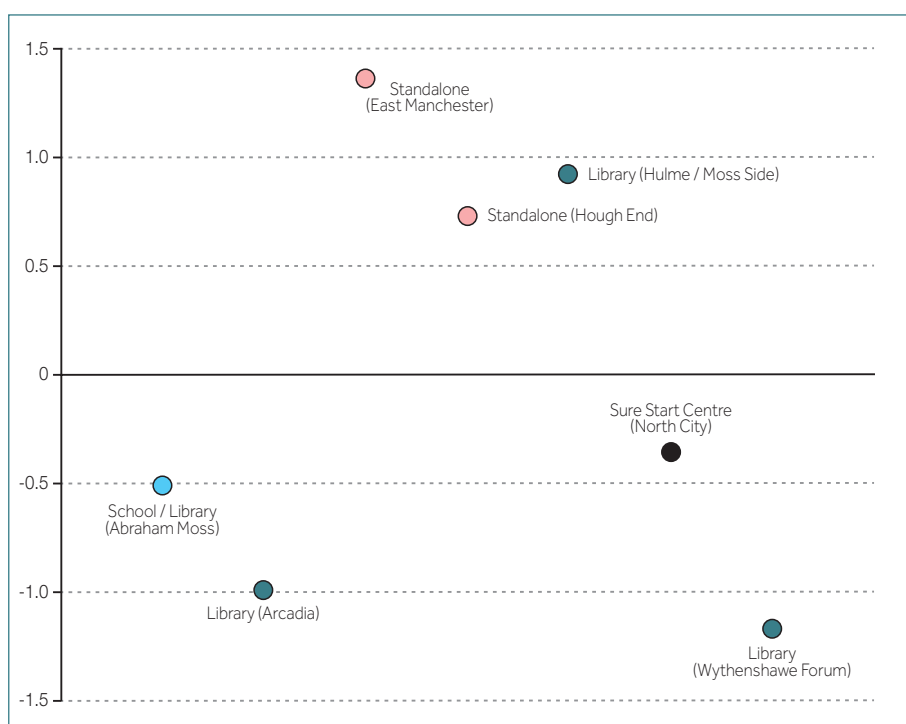 1.5
Standalone
(East Manchester)
1.0
Library (Hulme / Moss Side)
Standalone (Hough End)
0.5
0
Sure Start Centre
(North City)
-0.5
School / Library
(Abraham Moss)
-1.0
Library (Arcadia)
Library
(Wythenshawe Forum)
-1.5